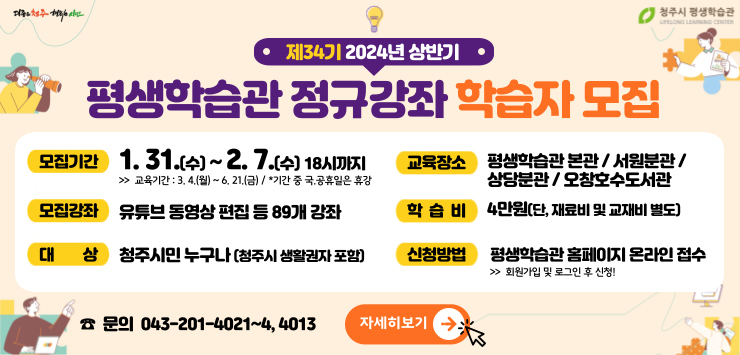 더좋은 청주 행복한 시민
청주시 평생학습관
LIFELONG LEARNING CENTER
제34기 2024년 상반기
평생학습관 정규강좌 학습자 모집
모집기간 1. 31.(수) ~ 2. 7.(수) 18시까지
>> 교육기간 : 3. 4.(월) ~ 6. 21.(금) / *기간 중 국.공휴일은 휴강
모집강좌 유튜브 동영상 편집 등 89개 강좌
대 상 청주시민 누구나 (청주시 생활권자 포함)
교육장소 평생학습관 본관 / 서원분관 /
상당분관 / 오창호수도서관
학 습 비 4만원(단, 재료비 및 교재비 별도)
신청방법 평생학습관 홈페이지 온라인 접수
>> 회원가입 및 로그인 후 신청!
☎ 문의 043-201-4021~4, 4013
자세히보기